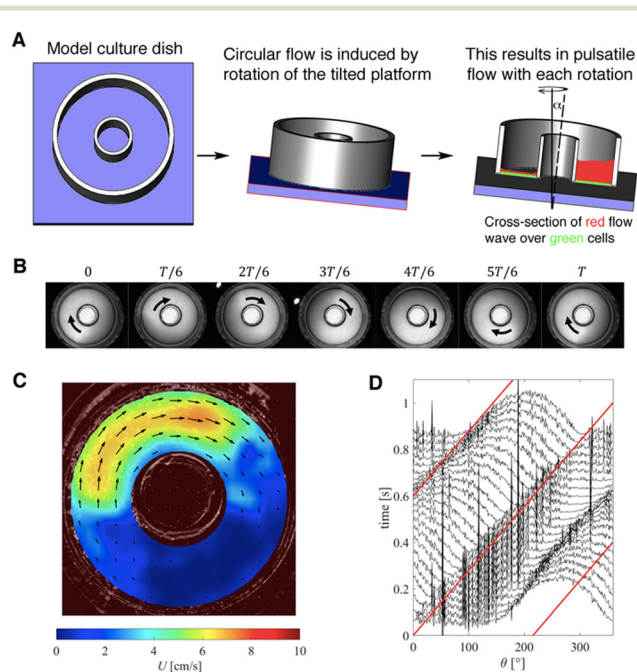 A
Model culture dish
Circular flow is induced by
rotation of the tilted platform
This results in pulsatile
flow with each rotation
α
Cross-section of red flow
wave over green cells
B
0 T/6 2T/6 3T/6 4T/6 5T/6 T
C
0 2 4 6 8 10
U [cm/s]
D
1
0.8
0.6
0.4
0.2
0
time [s]
0 100 200 300
θ [°]